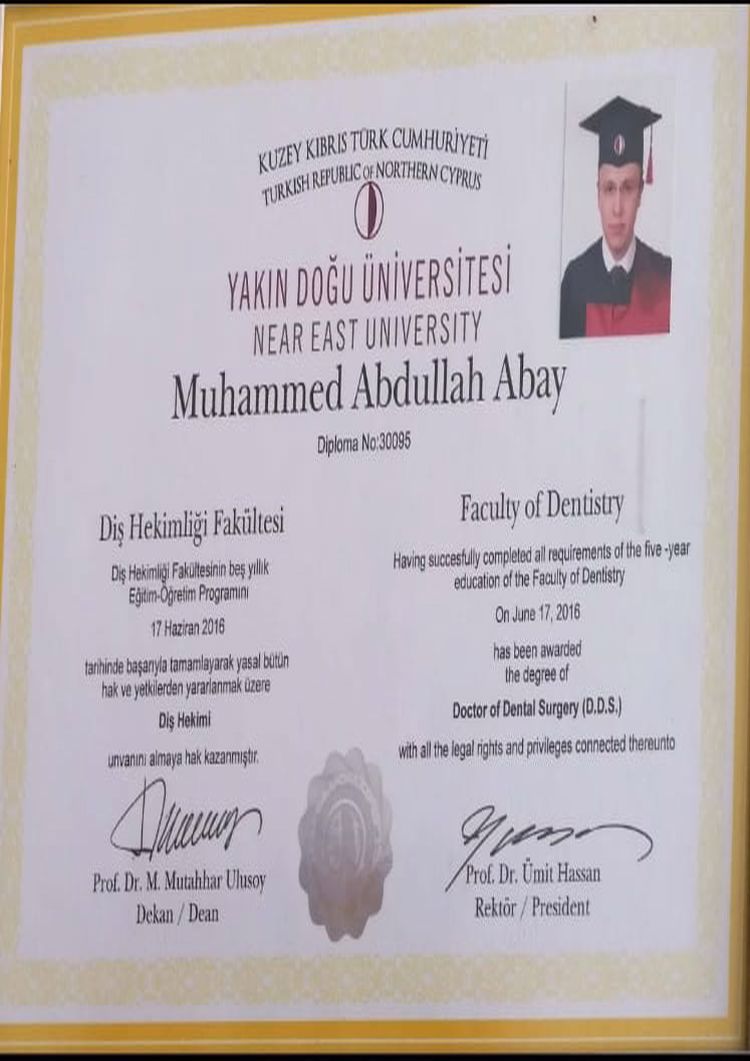 KUZEY KIBRIS TÜRK CUMHURİYETİ
TURKISH REPUBLIC OF NORTHERN CYPRUS
YAKIN DOĞU ÜNİVERSİTESİ
NEAR EAST UNIVERSITY
Muhammed Abdullah Abay
Diploma No:30095
Diş Hekimliği Fakültesi
Diş Hekimliği Fakültesinin beş yıllık
Eğitim-Öğretim Programını
17 Haziran 2016
tarihinde başarıyla tamamlayarak yasal bütün
hak ve yetkilerden yararlanmak üzere
Diş Hekimi
unvanını almaya hak kazanmıştır.
Prof. Dr. M. Mutahhar Ulusoy
Dekan / Dean
Faculty of Dentistry
Having succesfully completed all requirements of the five -year
education of the Faculty of Dentistry
On June 17, 2016
has been awarded
the degree of
Doctor of Dental Surgery (D.D.S.)
with all the legal rights and privileges connected thereunto
Prof. Dr. Ümit Hassan
Rektör / President